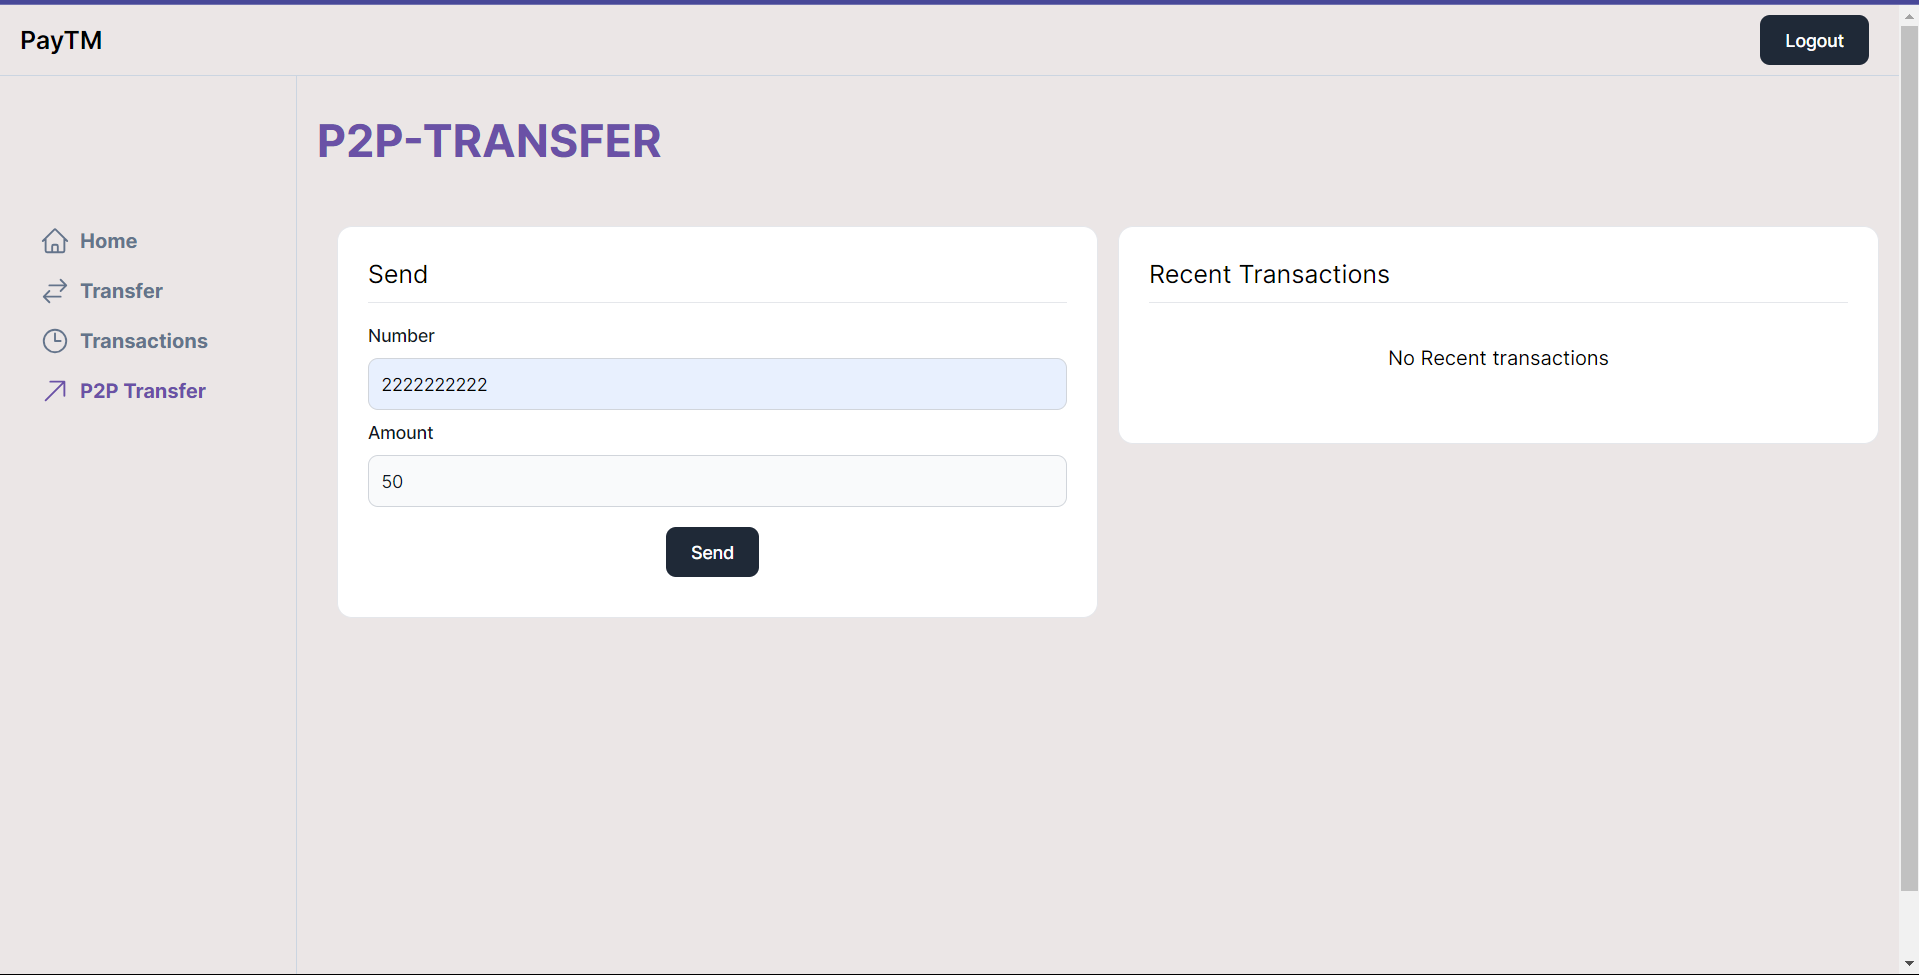 PayTM
Logout
P2P-TRANSFER
Home
Transfer
Transactions
P2P Transfer
Send
Number
2222222222
Amount
50
Send
Recent Transactions
No Recent transactions